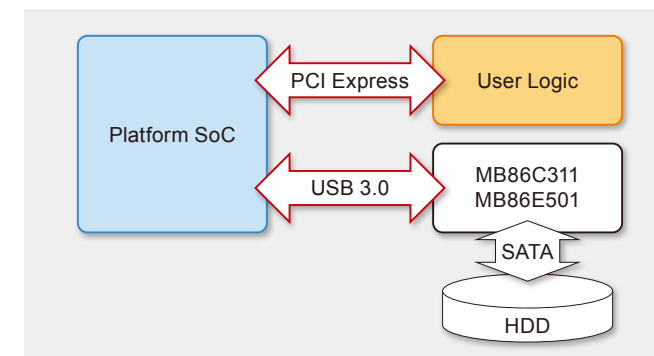 PCI Express
User Logic
Platform SoC
USB 3.0
MB86C311
MB86E501
SATA
HDD